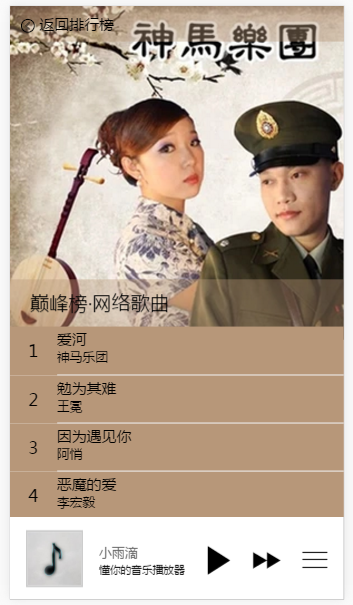 返回排行榜
神馬樂團
巅峰榜·网络歌曲
1
爱河
神马乐团
2
勉为其难
王冕
3
因为遇见你
阿悄
4
恶魔的爱
李宏毅
小雨滴
懂你的音乐播放器